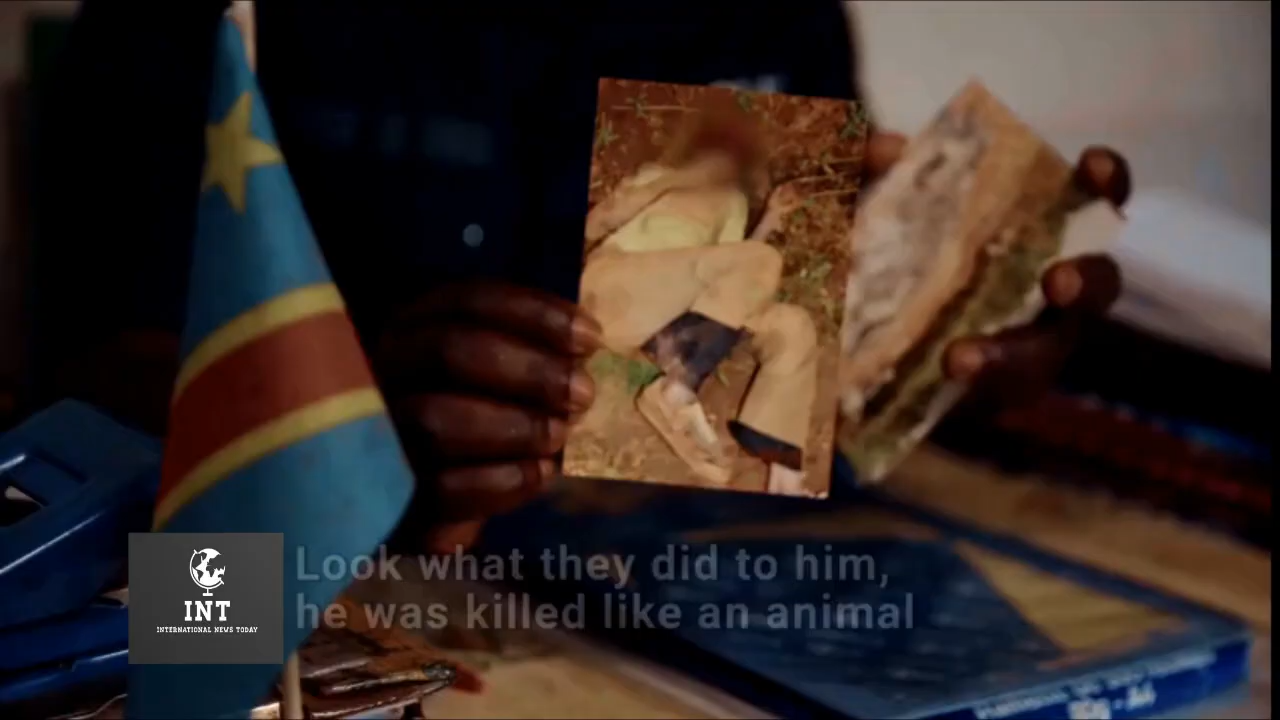 Look what they did to him,
he was killed like an animal
INT
INTERNATIONAL NEWS TODAY